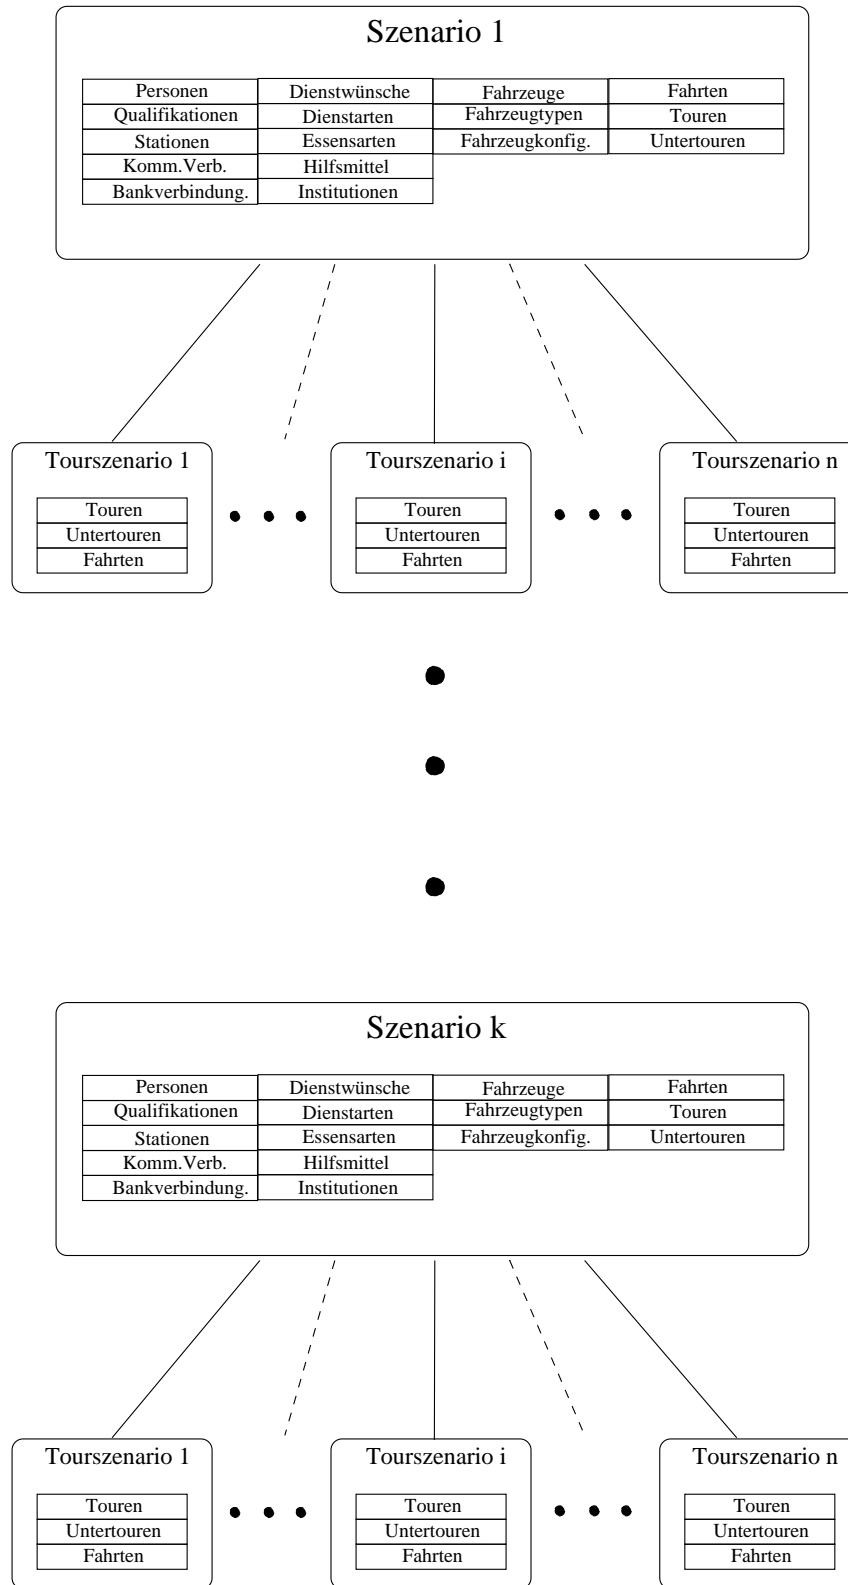 Szenario 1
Personen Dienstwünsche Fahrzeuge Fahrten
Qualifikationen Dienstarten Fahrzeugtypen Touren
Stationen Essensarten Fahrzeugkonfig. Untertouren
Komm.Verb. Hilfsmittel
Bankverbindung. Institutionen
Tourszenario 1 Tourszenario i Tourszenario n
Touren Touren Touren
Untertouren Untertouren Untertouren
Fahrten Fahrten Fahrten
Szenario k
Personen Dienstwünsche Fahrzeuge Fahrten
Qualifikationen Dienstarten Fahrzeugtypen Touren
Stationen Essensarten Fahrzeugkonfig. Untertouren
Komm.Verb. Hilfsmittel
Bankverbindung. Institutionen
Tourszenario 1 Tourszenario i Tourszenario n
Touren Touren Touren
Untertouren Untertouren Untertouren
Fahrten Fahrten Fahrten